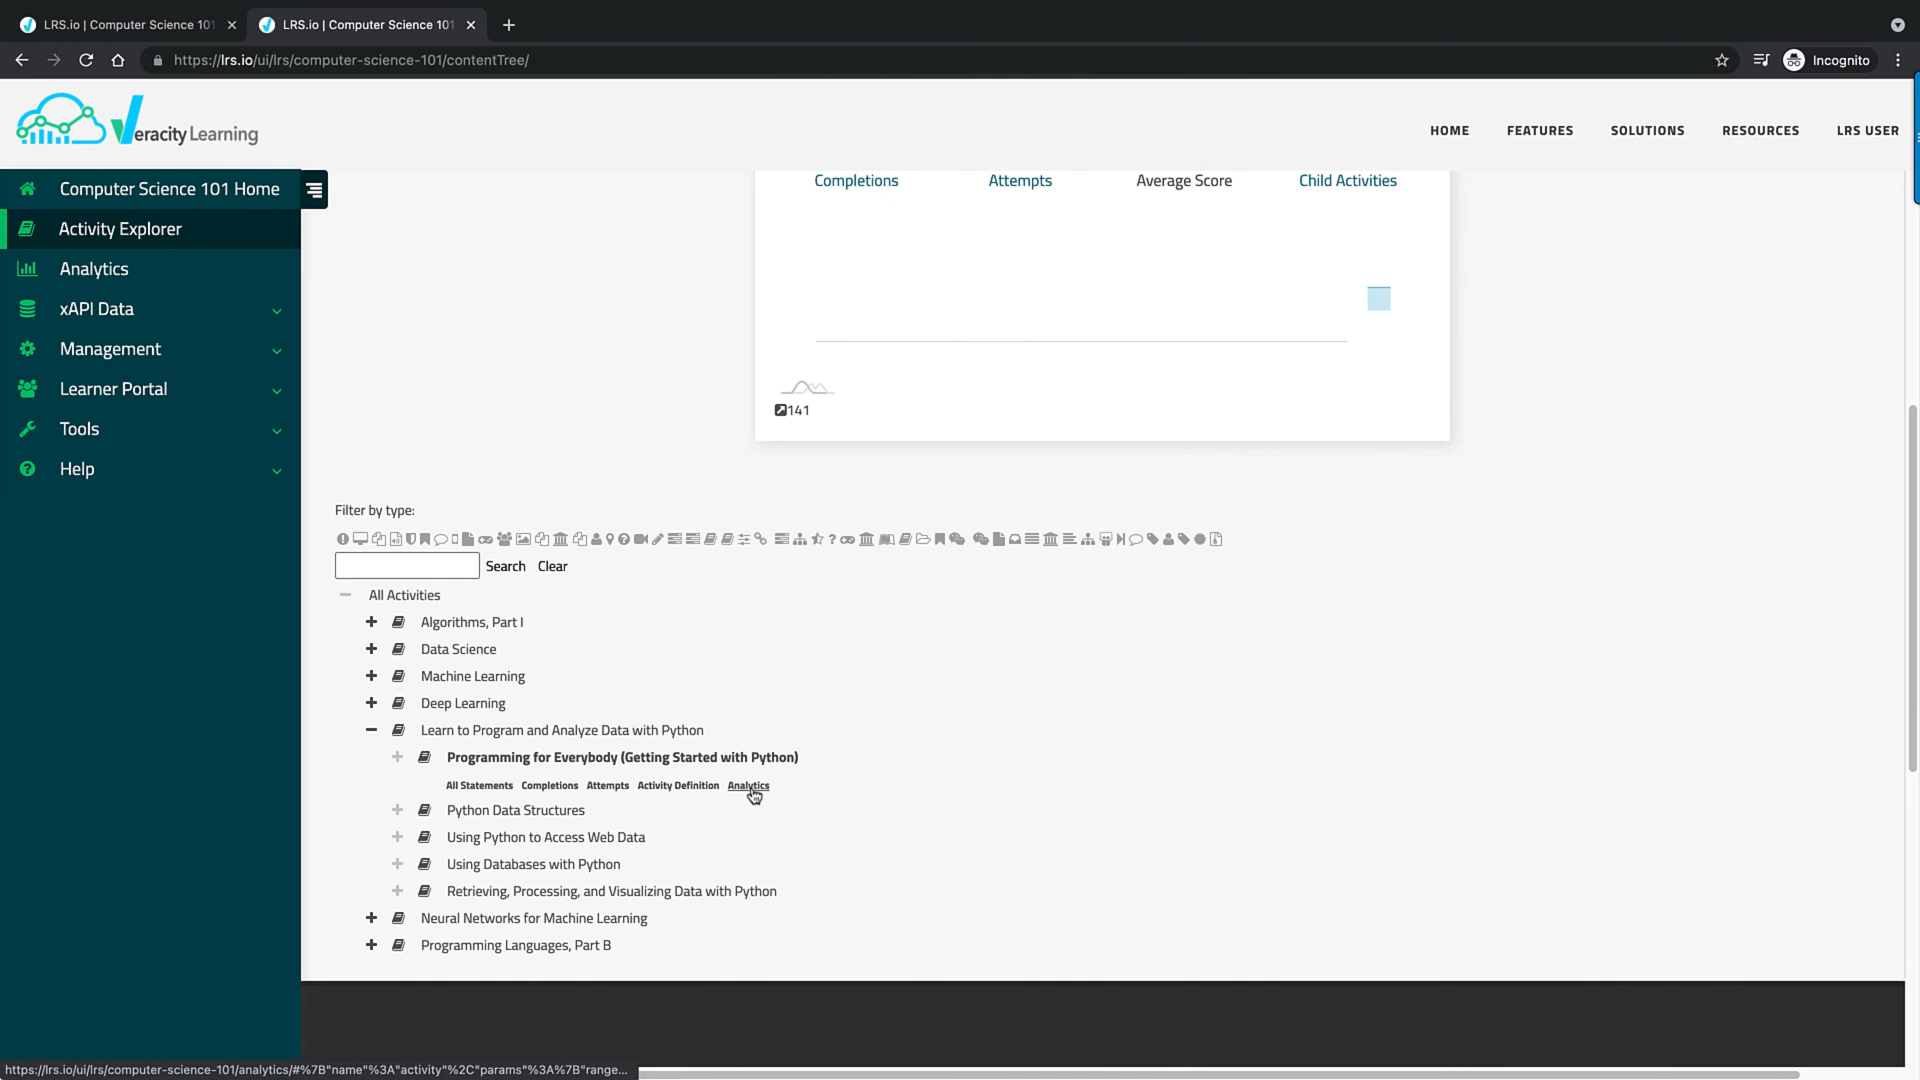 LRS.io | Computer Science 101
LRS.io | Computer Science 101
https://lrs.io/ui/lrs/computer-science-101/contentTree/
Incognito
Veracity Learning
HOME FEATURES SOLUTIONS RESOURCES LRS USER
Computer Science 101 Home
Activity Explorer
Analytics
xAPI Data
Management
Learner Portal
Tools
Help
Completions Attempts Average Score Child Activities
141
Filter by type:
Search Clear
All Activities
Algorithms, Part I
Data Science
Machine Learning
Deep Learning
Learn to Program and Analyze Data with Python
Programming for Everybody (Getting Started with Python)
All Statements Completions Attempts Activity Definition Analytics
Python Data Structures
Using Python to Access Web Data
Using Databases with Python
Retrieving, Processing, and Visualizing Data with Python
Neural Networks for Machine Learning
Programming Languages, Part B
https://lrs.io/ui/lrs/computer-science-101/analytics/#%7B"name"%3A"activity"%2C"params"%3A%7B"range...